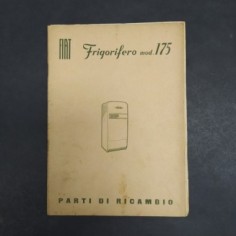 FIAT Frigorifero mod. 175
PARTI DI RICAMBIO